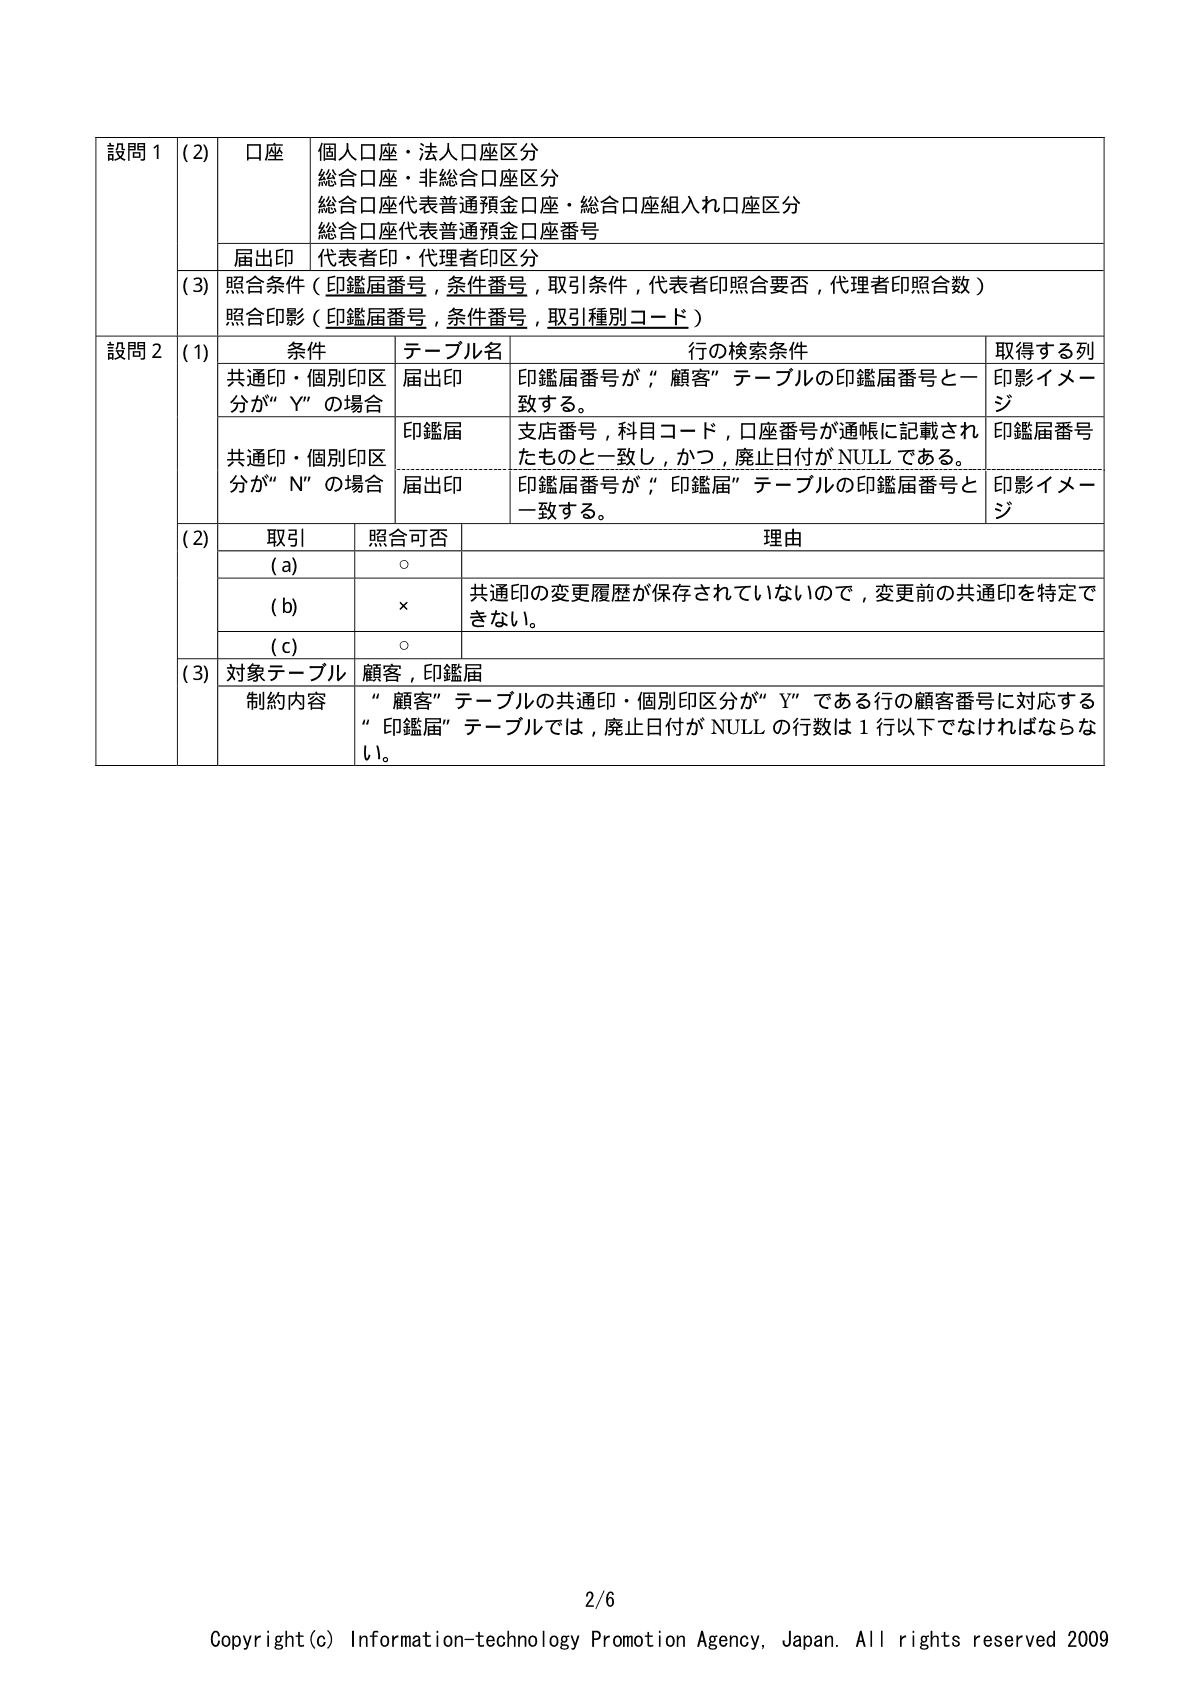 設問1 (2) 口座 個人口座・法人口座区分
総合口座・非総合口座区分
総合口座代表普通預金口座・総合口座組入れ口座区分
総合口座代表普通預金口座番号
届出印 代表者印・代理者印区分
(3) 照合条件(印鑑届番号,条件番号,取引条件,代表者印照合要否,代理者印照合数)
照合印影(印鑑届番号,条件番号,取引種別コード)
設問2 (1) 条件 テーブル名 行の検索条件 取得する列
共通印・個別印区分が“Y”の場合 届出印 印鑑届番号が,“顧客”テーブルの印鑑届番号と一致する。 印影イメージ
共通印・個別印区分が“N”の場合 印鑑届 支店番号,科目コード,口座番号が通帳に記載されたものと一致し,かつ,廃止日付がNULLである。 印鑑届番号
届出印 印鑑届番号が,“印鑑届”テーブルの印鑑届番号と一致する。 印影イメージ
(2) 取引 照合可否 理由
(a) ○
(b) × 共通印の変更履歴が保存されていないので,変更前の共通印を特定できない。
(c) ○
(3) 対象テーブル 顧客,印鑑届
制約内容 “顧客”テーブルの共通印・個別印区分が“Y”である行の顧客番号に対応する
“印鑑届”テーブルでは,廃止日付が NULL の行数は 1 行以下でなければならな
い。
2/6
Copyright(c) Information-technology Promotion Agency, Japan. All rights reserved 2009